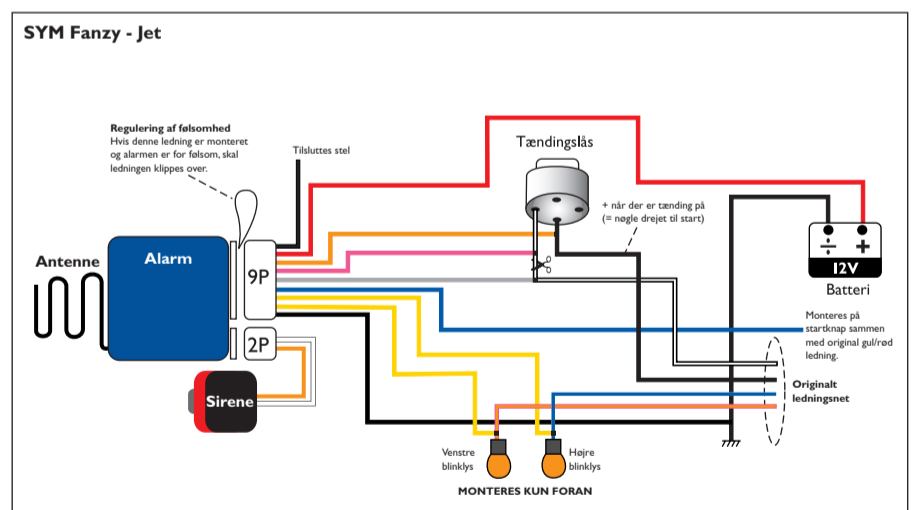 SYM Fanzy - Jet
Regulering af følsomhed
Hvis denne ledning er monteret
og alarmen er for følsom, skal
ledningen klippes over.
Tilsluttes stel
Tændingslås
+ når der er tænding på
(= nøgle drejet til start)
Antenne
Alarm
9P
2P
Sirene
÷ +
12V
Batteri
Monteres på
startknap sammen
med original gul/rød
ledning.
Originalt
ledningsnet
Venstre
blinklys
Højre
blinklys
MONTERES KUN FORAN